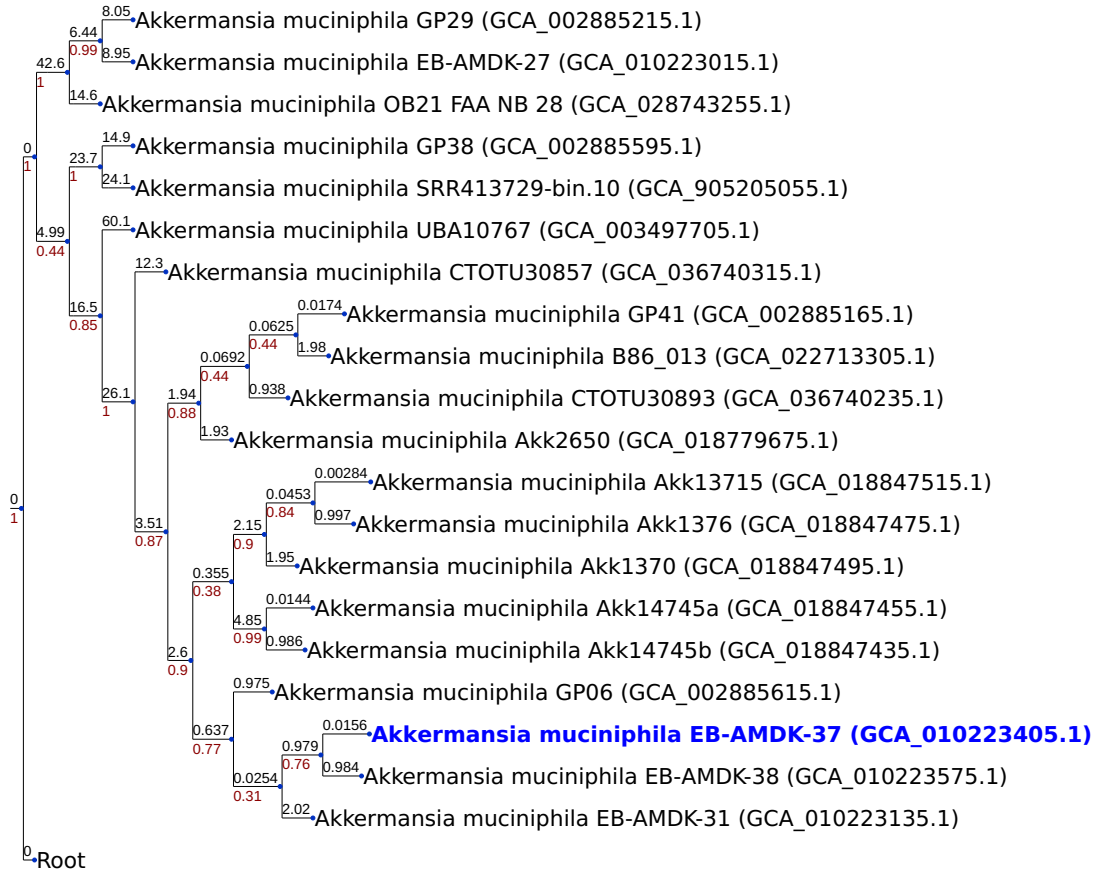 8.05
Akkermansia muciniphila GP29 (GCA_002885215.1)
6.44
0.99
8.95
Akkermansia muciniphila EB-AMDK-27 (GCA_010223015.1)
42.6
1
14.6
Akkermansia muciniphila OB21 FAA NB 28 (GCA_028743255.1)
0
1
14.9
Akkermansia muciniphila GP38 (GCA_002885595.1)
23.7
1
24.1
Akkermansia muciniphila SRR413729-bin.10 (GCA_905205055.1)
4.99
0.44
60.1
Akkermansia muciniphila UBA10767 (GCA_003497705.1)
16.5
0.85
12.3
Akkermansia muciniphila CTOTU30857 (GCA_036740315.1)
26.1
1
0.0174
Akkermansia muciniphila GP41 (GCA_002885165.1)
0.0625
0.44
1.98
Akkermansia muciniphila B86_013 (GCA_022713305.1)
0.0692
0.44
0.938
Akkermansia muciniphila CTOTU30893 (GCA_036740235.1)
1.94
0.88
1.93
Akkermansia muciniphila Akk2650 (GCA_018779675.1)
3.51
0.87
0.00284
Akkermansia muciniphila Akk13715 (GCA_018847515.1)
0.0453
0.84
0.997
Akkermansia muciniphila Akk1376 (GCA_018847475.1)
2.15
0.9
1.95
Akkermansia muciniphila Akk1370 (GCA_018847495.1)
0.355
0.38
0.0144
Akkermansia muciniphila Akk14745a (GCA_018847455.1)
4.85
0.99
0.986
Akkermansia muciniphila Akk14745b (GCA_018847435.1)
2.6
0.9
0.975
Akkermansia muciniphila GP06 (GCA_002885615.1)
0.637
0.77
0.0156
Akkermansia muciniphila EB-AMDK-37 (GCA_010223405.1)
0.979
0.76
0.984
Akkermansia muciniphila EB-AMDK-38 (GCA_010223575.1)
0.0254
0.31
2.02
Akkermansia muciniphila EB-AMDK-31 (GCA_010223135.1)
0
1
0
Root